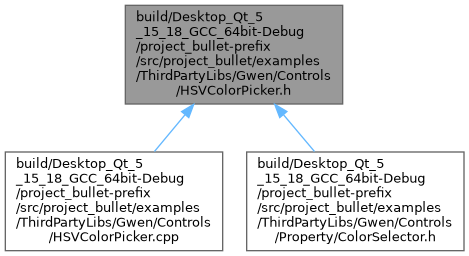 build/Desktop_Qt_5
_15_18_GCC_64bit-Debug
/project_bullet-prefix
/src/project_bullet/examples
/ThirdPartyLibs/Gwen/Controls
/HSVColorPicker.h
build/Desktop_Qt_5
_15_18_GCC_64bit-Debug
/project_bullet-prefix
/src/project_bullet/examples
/ThirdPartyLibs/Gwen/Controls
/HSVColorPicker.cpp
build/Desktop_Qt_5
_15_18_GCC_64bit-Debug
/project_bullet-prefix
/src/project_bullet/examples
/ThirdPartyLibs/Gwen/Controls
/Property/ColorSelector.h